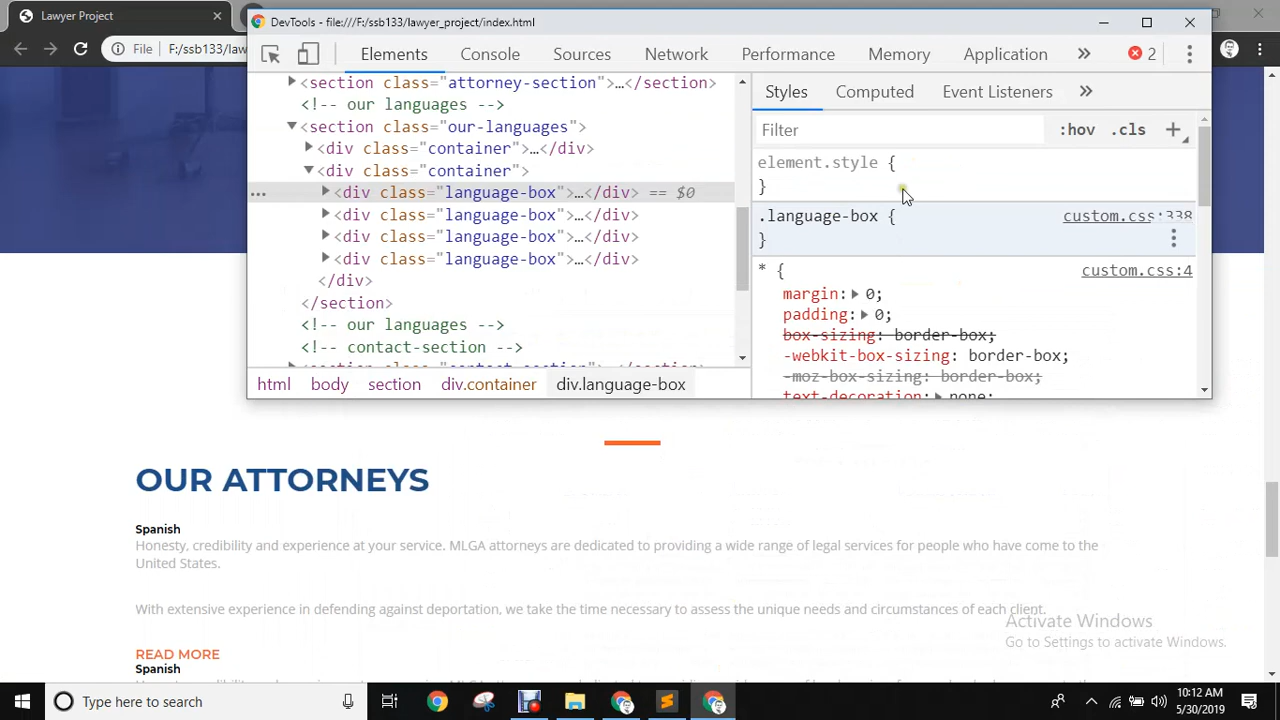 Lawyer Project
DevTools - file:///F:/ssb133/lawyer_project/index.html
File F:/ssb133/law
Elements Console Sources Network Performance Memory Application 2
<section class="attorney-section">…</section>
<!-- our languages -->
<section class="our-languages">
<div class="container">…</div>
<div class="container">
<div class="language-box">…</div> == $0
<div class="language-box">…</div>
<div class="language-box">…</div>
<div class="language-box">…</div>
</div>
</section>
<!-- our languages -->
<!-- contact-section -->
html body section div.container div.language-box
Styles Computed Event Listeners
Filter :hov .cls
element.style {
}
.language-box { custom.css:338
}
* { custom.css:4
margin: 0;
padding: 0;
box-sizing: border-box;
-webkit-box-sizing: border-box;
-moz-box-sizing: border-box;
text-decoration: none;
OUR ATTORNEYS
Spanish
Honesty, credibility and experience at your service. MLGA attorneys are dedicated to providing a wide range of legal services for people who have come to the
United States.
With extensive experience in defending against deportation, we take the time necessary to assess the unique needs and circumstances of each client.
READ MORE
Spanish
Activate Windows
Go to Settings to activate Windows.
Type here to search
10:12 AM
5/30/2019